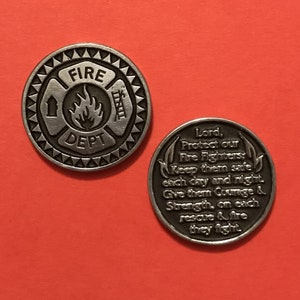 FIRE
DEPT
Lord,
Protect our
Fire Fighters
Keep them safe
each day and night.
Give them Courage &
Strength, on each
rescue & fire
they fight.